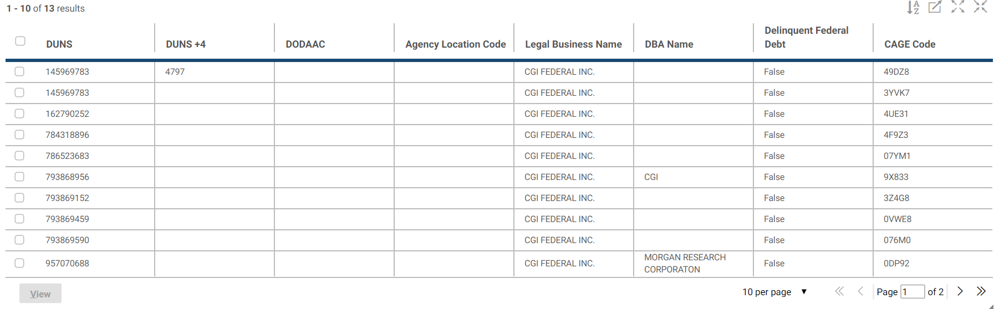 1 - 10 of 13 results
DUNS DUNS +4 DODAAC Agency Location Code Legal Business Name DBA Name Delinquent Federal Debt CAGE Code
145969783 4797 CGI FEDERAL INC. False 49DZ8
145969783 CGI FEDERAL INC. False 3YVK7
162790252 CGI FEDERAL INC. False 4UE31
784318896 CGI FEDERAL INC. False 4F9Z3
786523683 CGI FEDERAL INC. False 07YM1
793868956 CGI FEDERAL INC. CGI False 9X833
793869152 CGI FEDERAL INC. False 3Z4G8
793869459 CGI FEDERAL INC. False 0VWE8
793869590 CGI FEDERAL INC. False 076M0
957070688 CGI FEDERAL INC. MORGAN RESEARCH CORPORATON False 0DP92
View 10 per page Page 1 of 2